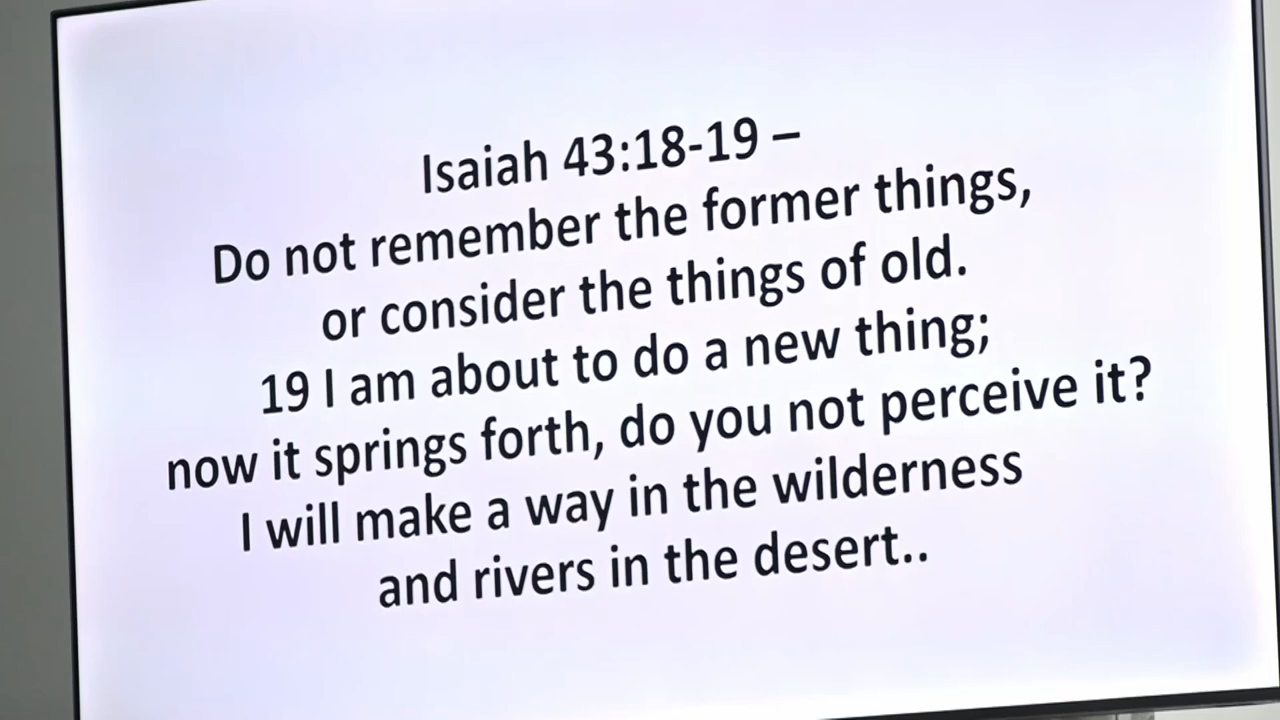 Isaiah 43:18-19 –
Do not remember the former things,
or consider the things of old.
19 I am about to do a new thing;
now it springs forth, do you not perceive it?
I will make a way in the wilderness
and rivers in the desert..